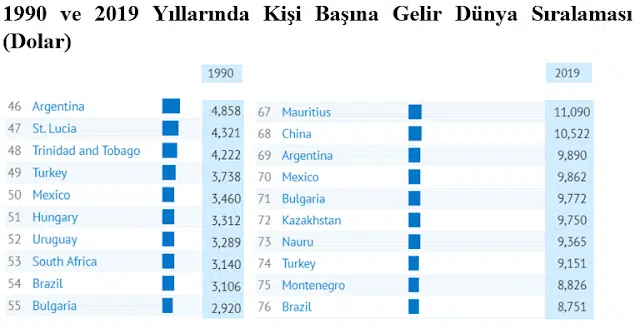 1990 ve 2019 Yıllarında Kişi Başına Gelir Dünya Sıralaması
(Dolar)
1990
46 Argentina 4,858
47 St. Lucia 4,321
48 Trinidad and Tobago 4,222
49 Turkey 3,738
50 Mexico 3,460
51 Hungary 3,312
52 Uruguay 3,289
53 South Africa 3,140
54 Brazil 3,106
55 Bulgaria 2,920
2019
67 Mauritius 11,090
68 China 10,522
69 Argentina 9,890
70 Mexico 9,862
71 Bulgaria 9,772
72 Kazakhstan 9,750
73 Nauru 9,365
74 Turkey 9,151
75 Montenegro 8,826
76 Brazil 8,751